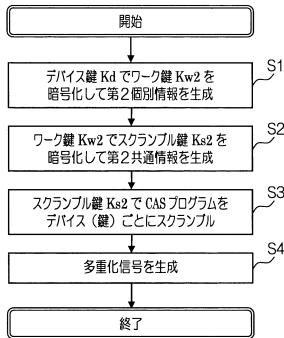 開始
S1
デバイス鍵 Kd でワーク鍵 Kw2 を
暗号化して第2個別情報を生成
S2
ワーク鍵 Kw2 でスクランブル鍵 Ks2 を
暗号化して第2共通情報を生成
S3
スクランブル鍵 Ks2 で CAS プログラムを
デバイス（鍵）ごとにスクランブル
S4
多重化信号を生成
終了